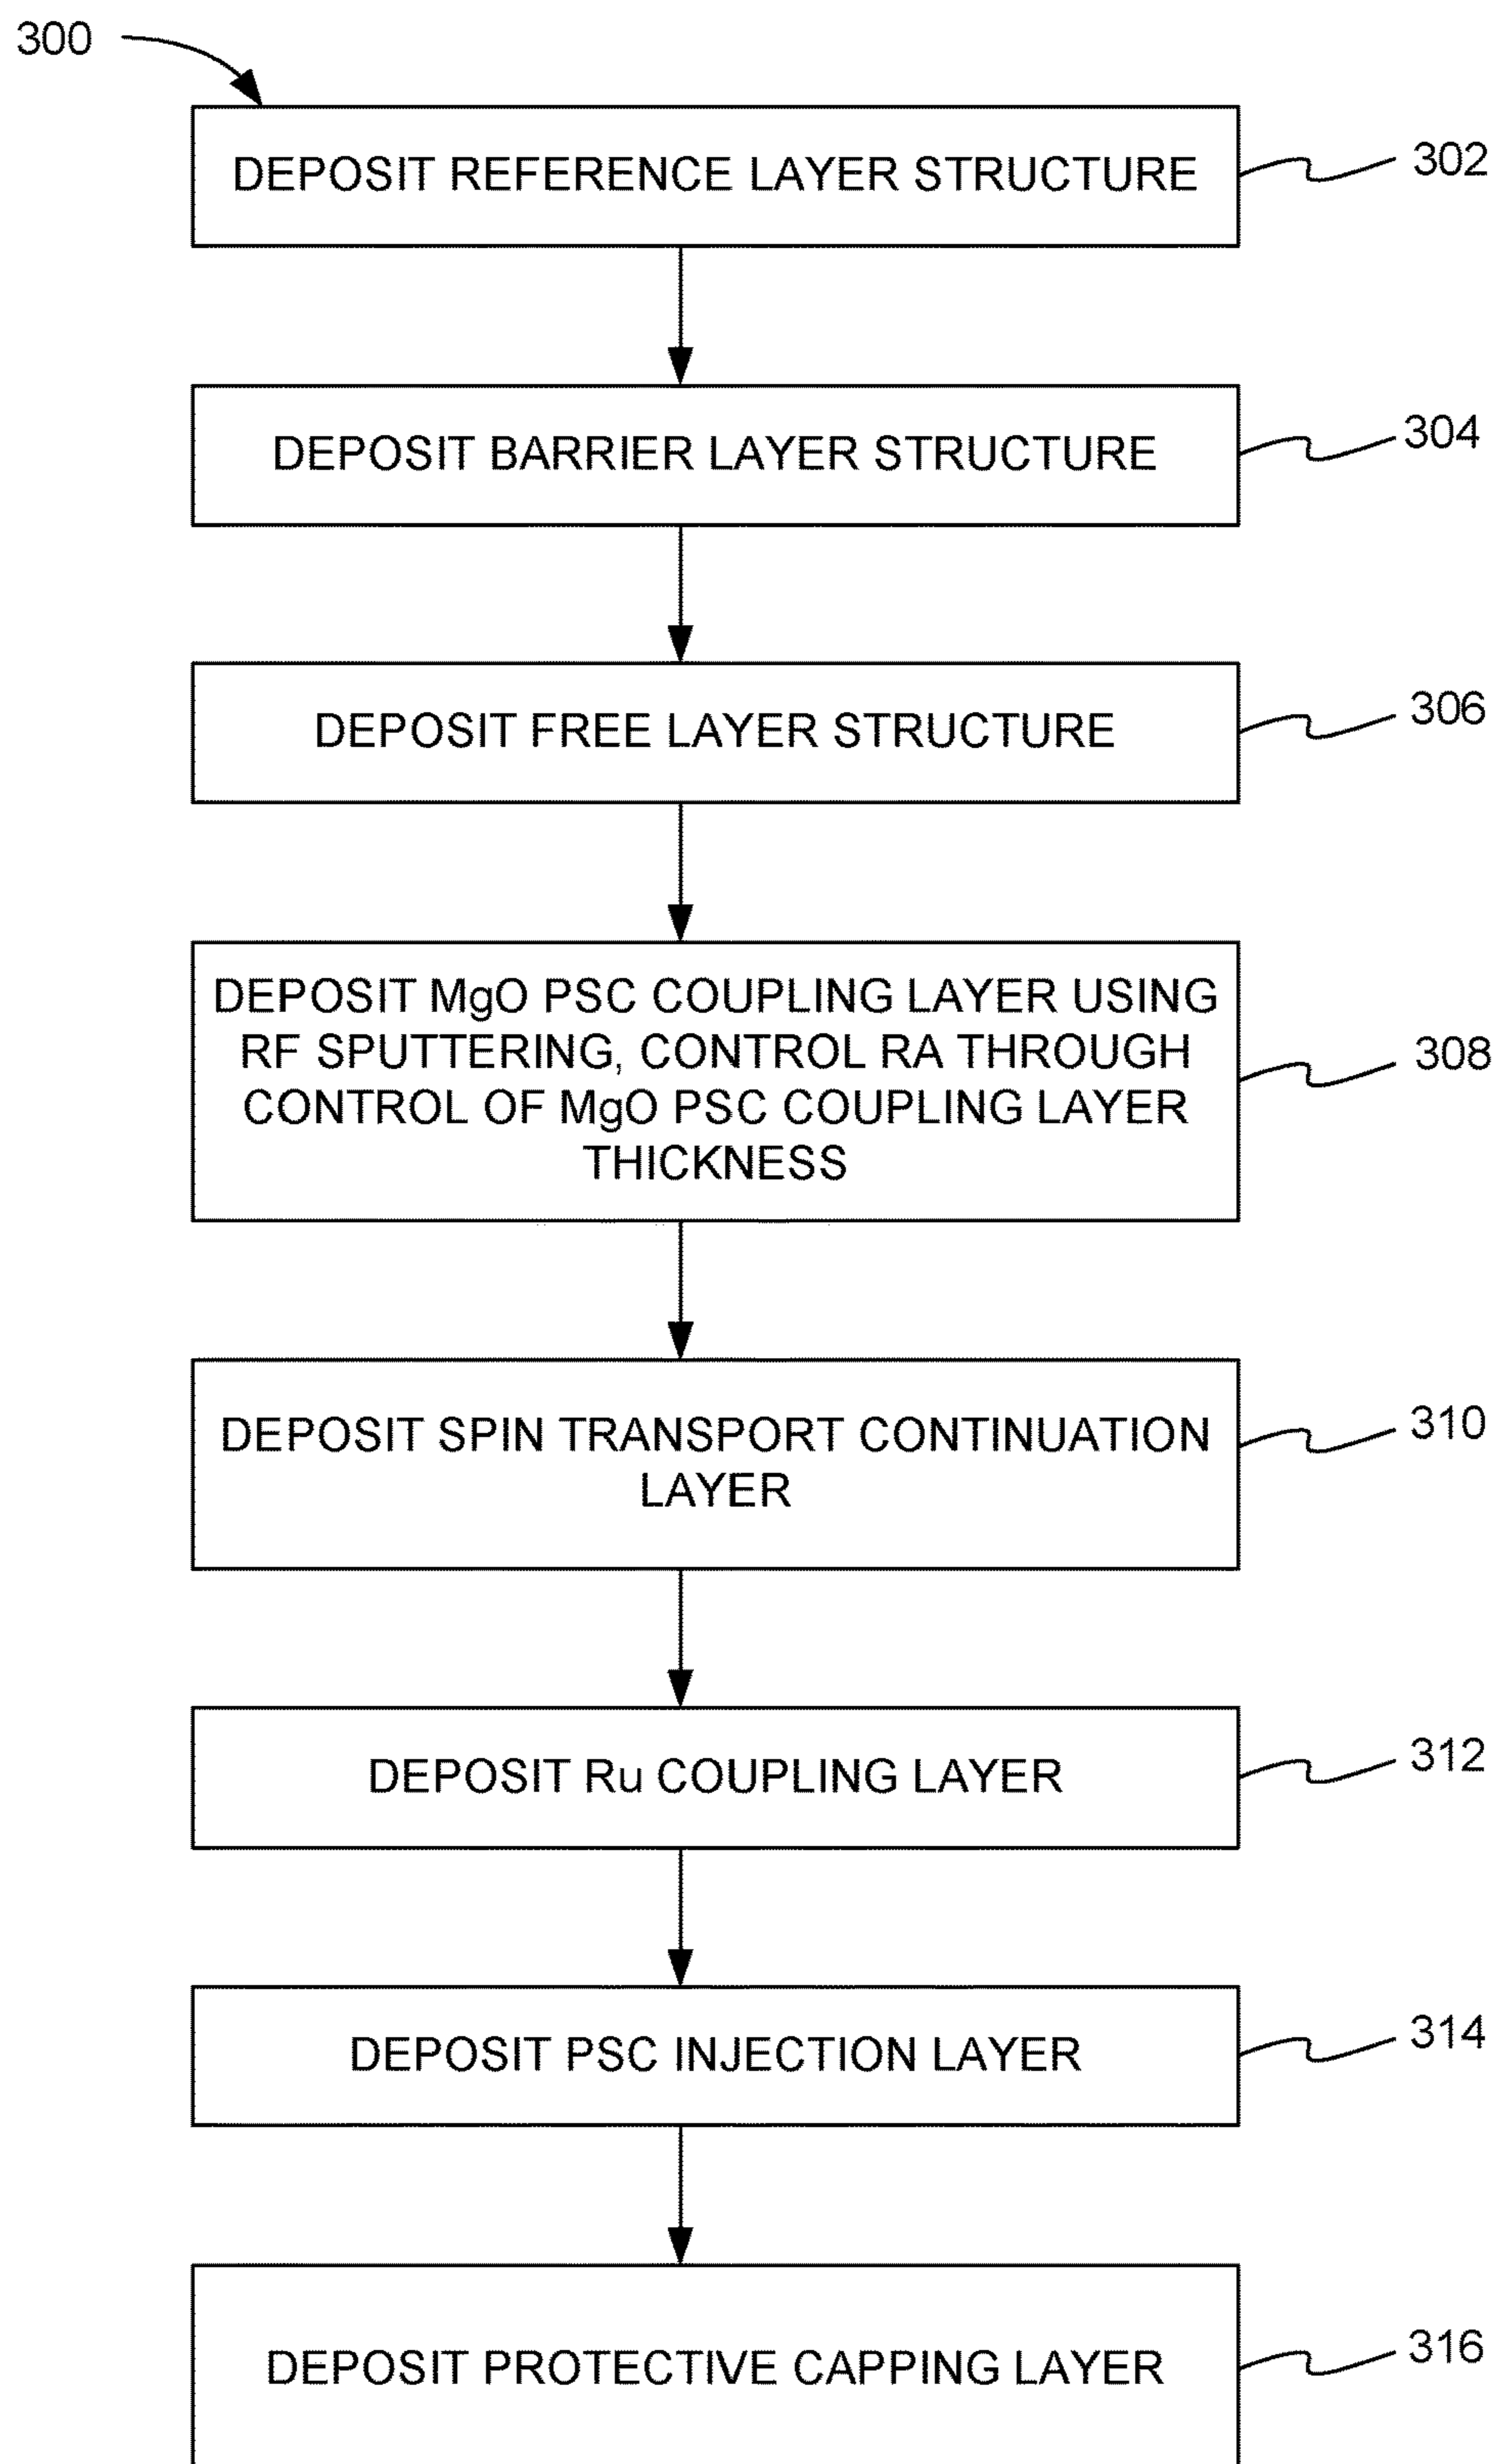 300
DEPOSIT REFERENCE LAYER STRUCTURE
302
DEPOSIT BARRIER LAYER STRUCTURE
304
DEPOSIT FREE LAYER STRUCTURE
306
DEPOSIT MgO PSC COUPLING LAYER USING
RF SPUTTERING, CONTROL RA THROUGH
CONTROL OF MgO PSC COUPLING LAYER
THICKNESS
308
DEPOSIT SPIN TRANSPORT CONTINUATION
LAYER
310
DEPOSIT Ru COUPLING LAYER
312
DEPOSIT PSC INJECTION LAYER
314
DEPOSIT PROTECTIVE CAPPING LAYER
316